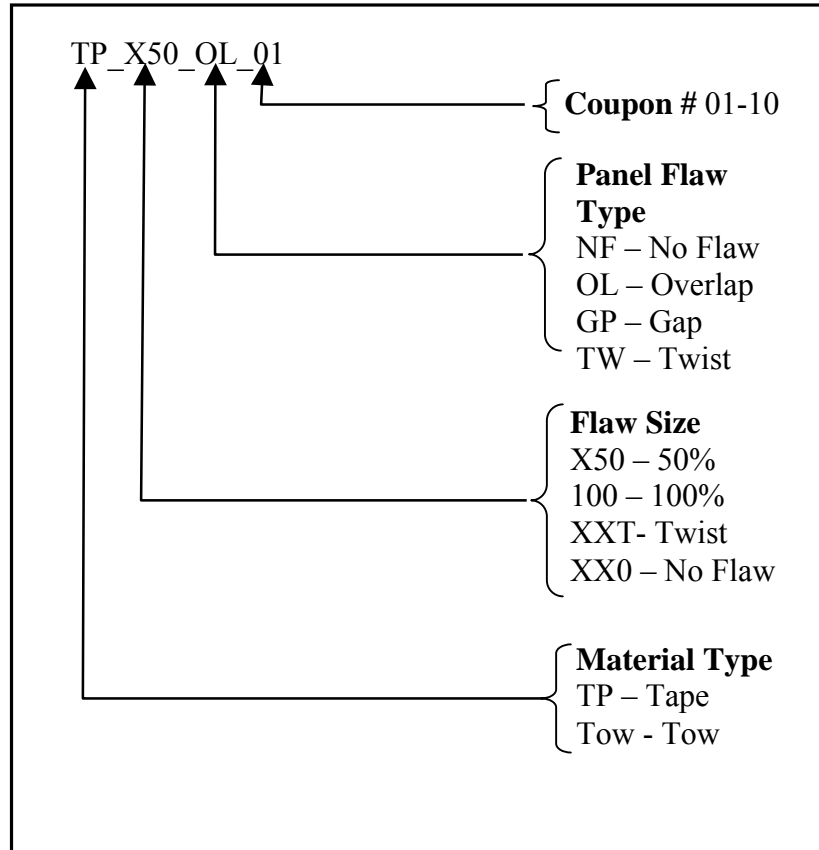 TP_X50_OL_01
Coupon # 01-10
Panel Flaw
Type
NF – No Flaw
OL – Overlap
GP – Gap
TW – Twist
Flaw Size
X50 – 50%
100 – 100%
XXT- Twist
XX0 – No Flaw
Material Type
TP – Tape
Tow - Tow